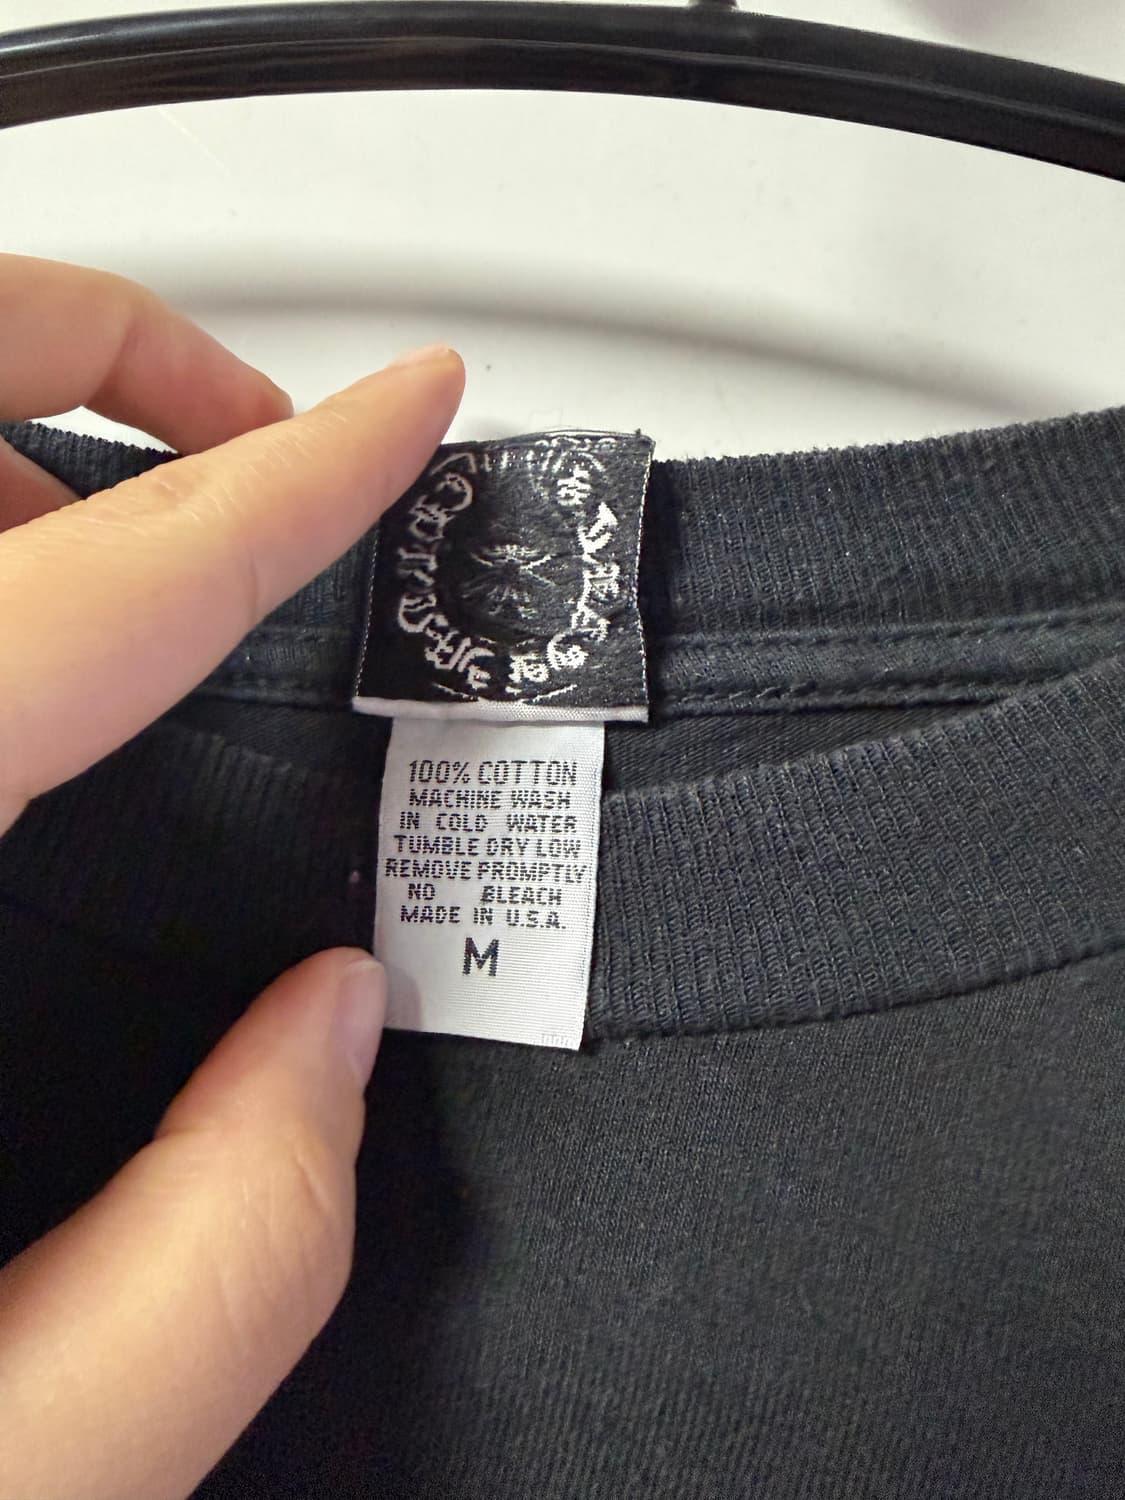 100% COTTON
MACHINE WASH
IN COLD WATER
TUMBLE DRY LOW
REMOVE PROMPTLY
NO BLEACH
MADE IN U.S.A.
M